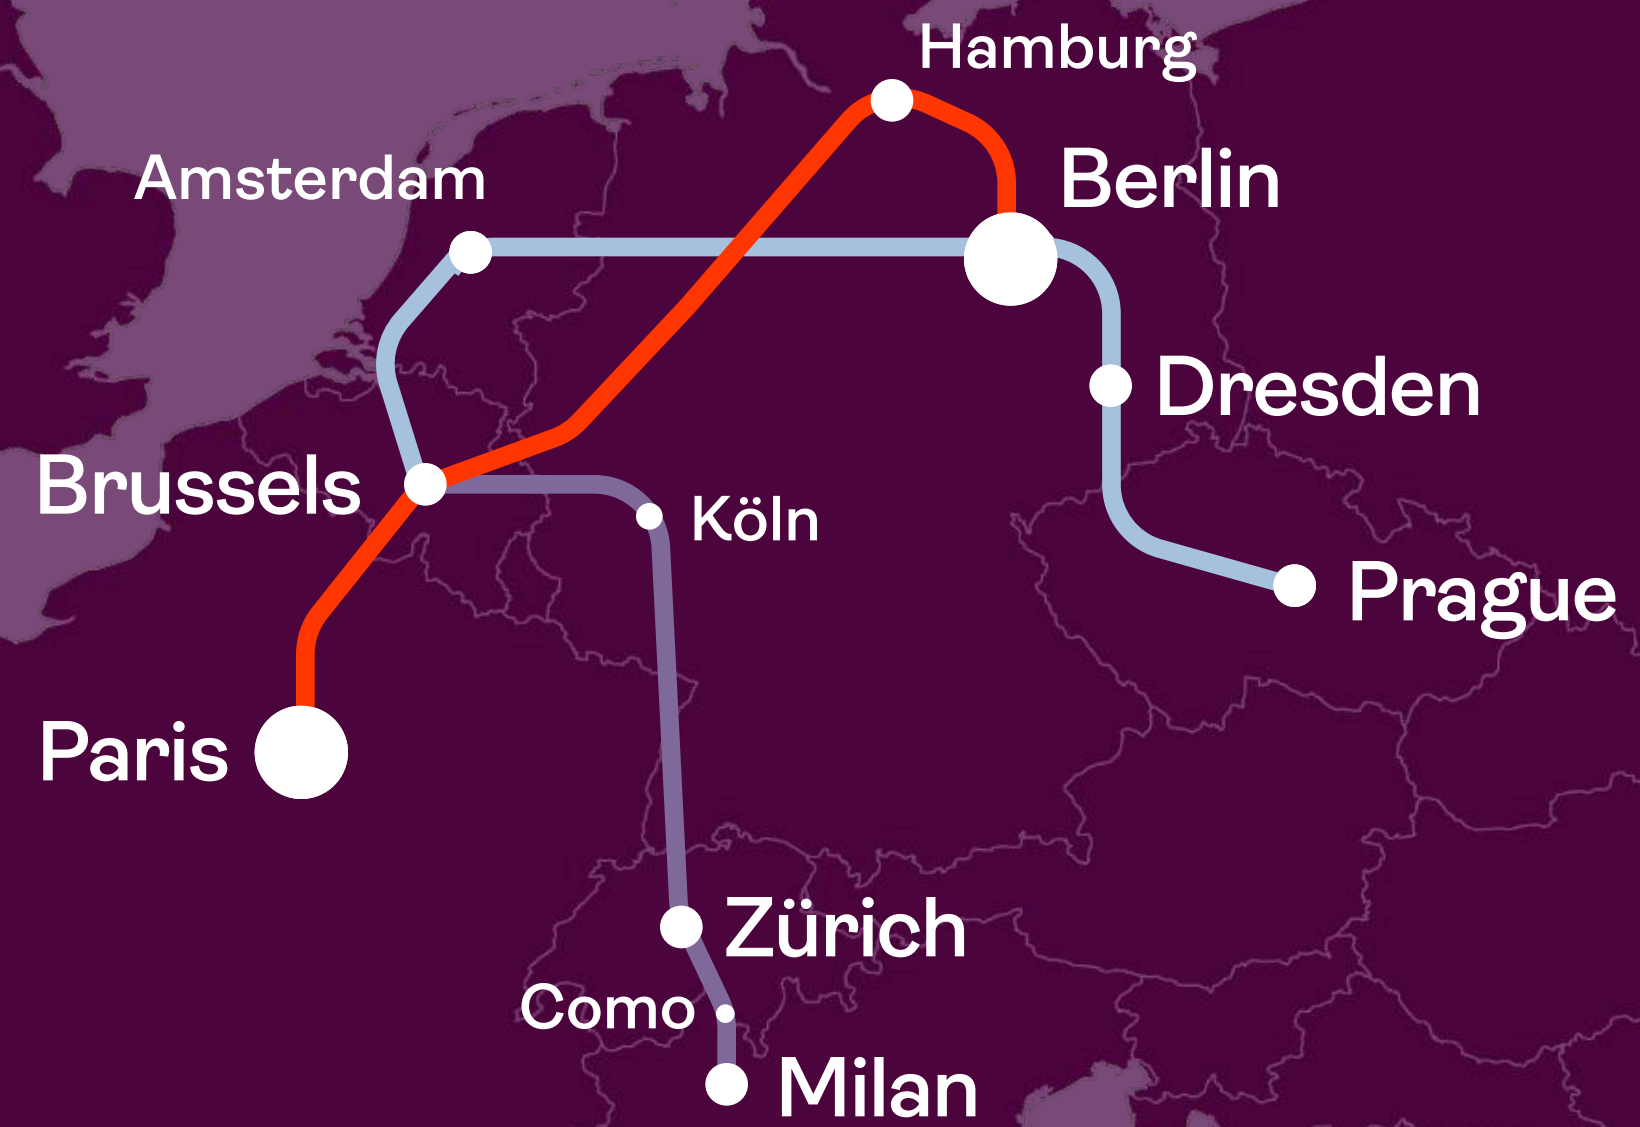 Hamburg
Berlin
Amsterdam
Dresden
Brussels
Köln
Prague
Paris
Zürich
Como
Milan